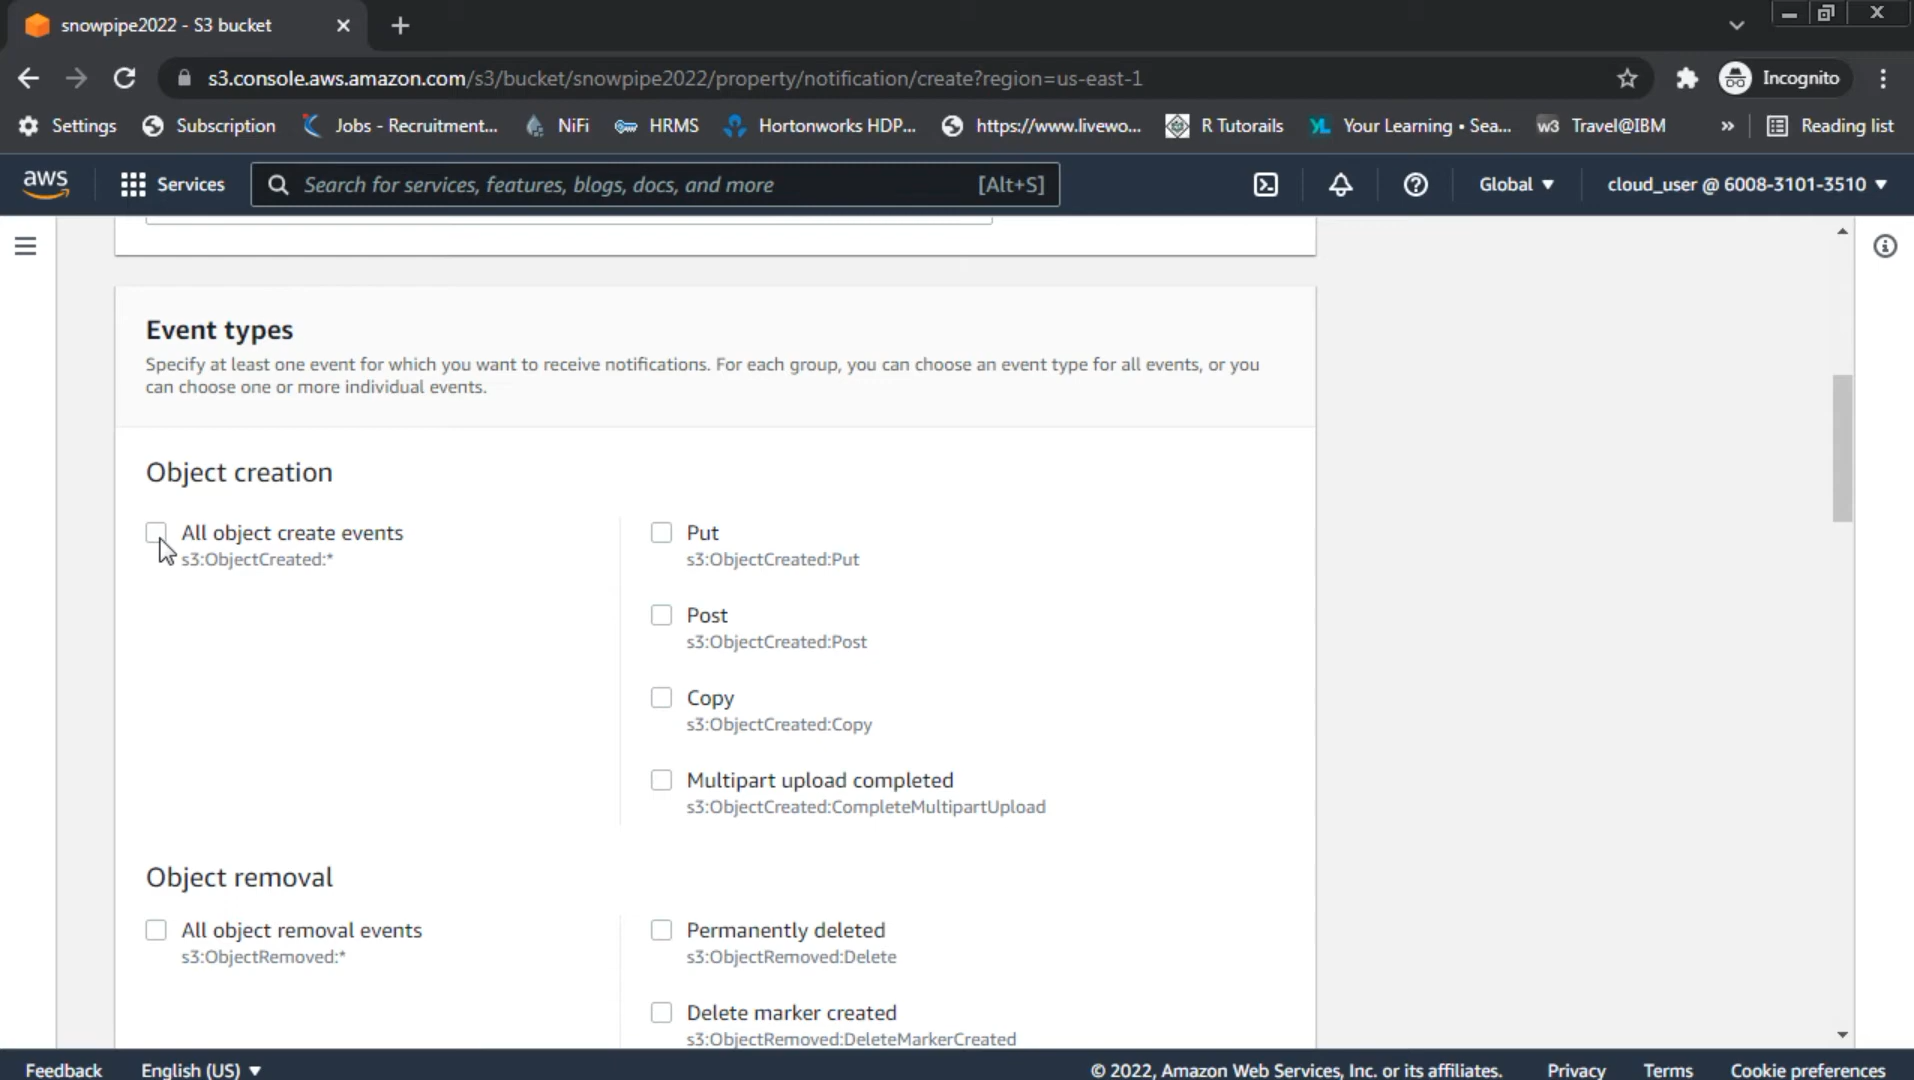 snowpipe2022 - S3 bucket
s3.console.aws.amazon.com/s3/bucket/snowpipe2022/property/notification/create?region=us-east-1
Incognito
Settings Subscription Jobs - Recruitment... NiFi HRMS Hortonworks HDP... https://www.livewo... R Tutorails Your Learning • Sea... w3 Travel@IBM » Reading list
aws Services Search for services, features, blogs, docs, and more [Alt+S] Global cloud_user @ 6008-3101-3510
Event types
Specify at least one event for which you want to receive notifications. For each group, you can choose an event type for all events, or you
can choose one or more individual events.
Object creation
All object create events
s3:ObjectCreated:*
Put
s3:ObjectCreated:Put
Post
s3:ObjectCreated:Post
Copy
s3:ObjectCreated:Copy
Multipart upload completed
s3:ObjectCreated:CompleteMultipartUpload
Object removal
All object removal events
s3:ObjectRemoved:*
Permanently deleted
s3:ObjectRemoved:Delete
Delete marker created
s3:ObjectRemoved:DeleteMarkerCreated
Feedback English (US) © 2022, Amazon Web Services, Inc. or its affiliates. Privacy Terms Cookie preferences